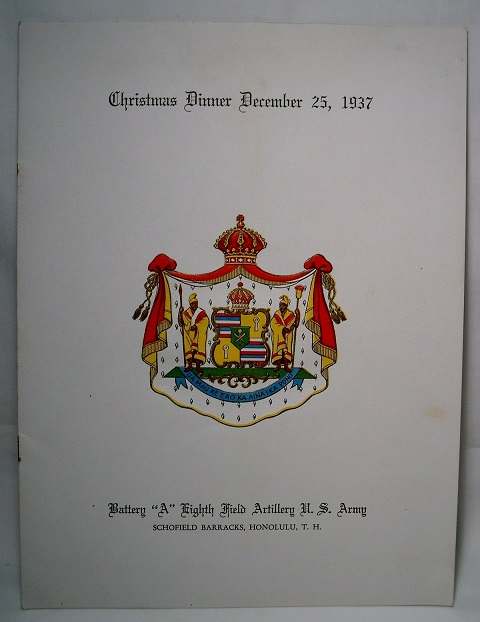 Christmas Dinner December 25, 1937
Battery "A" Eighth Field Artillery U. S. Army
SCHOFIELD BARRACKS, HONOLULU, T. H.